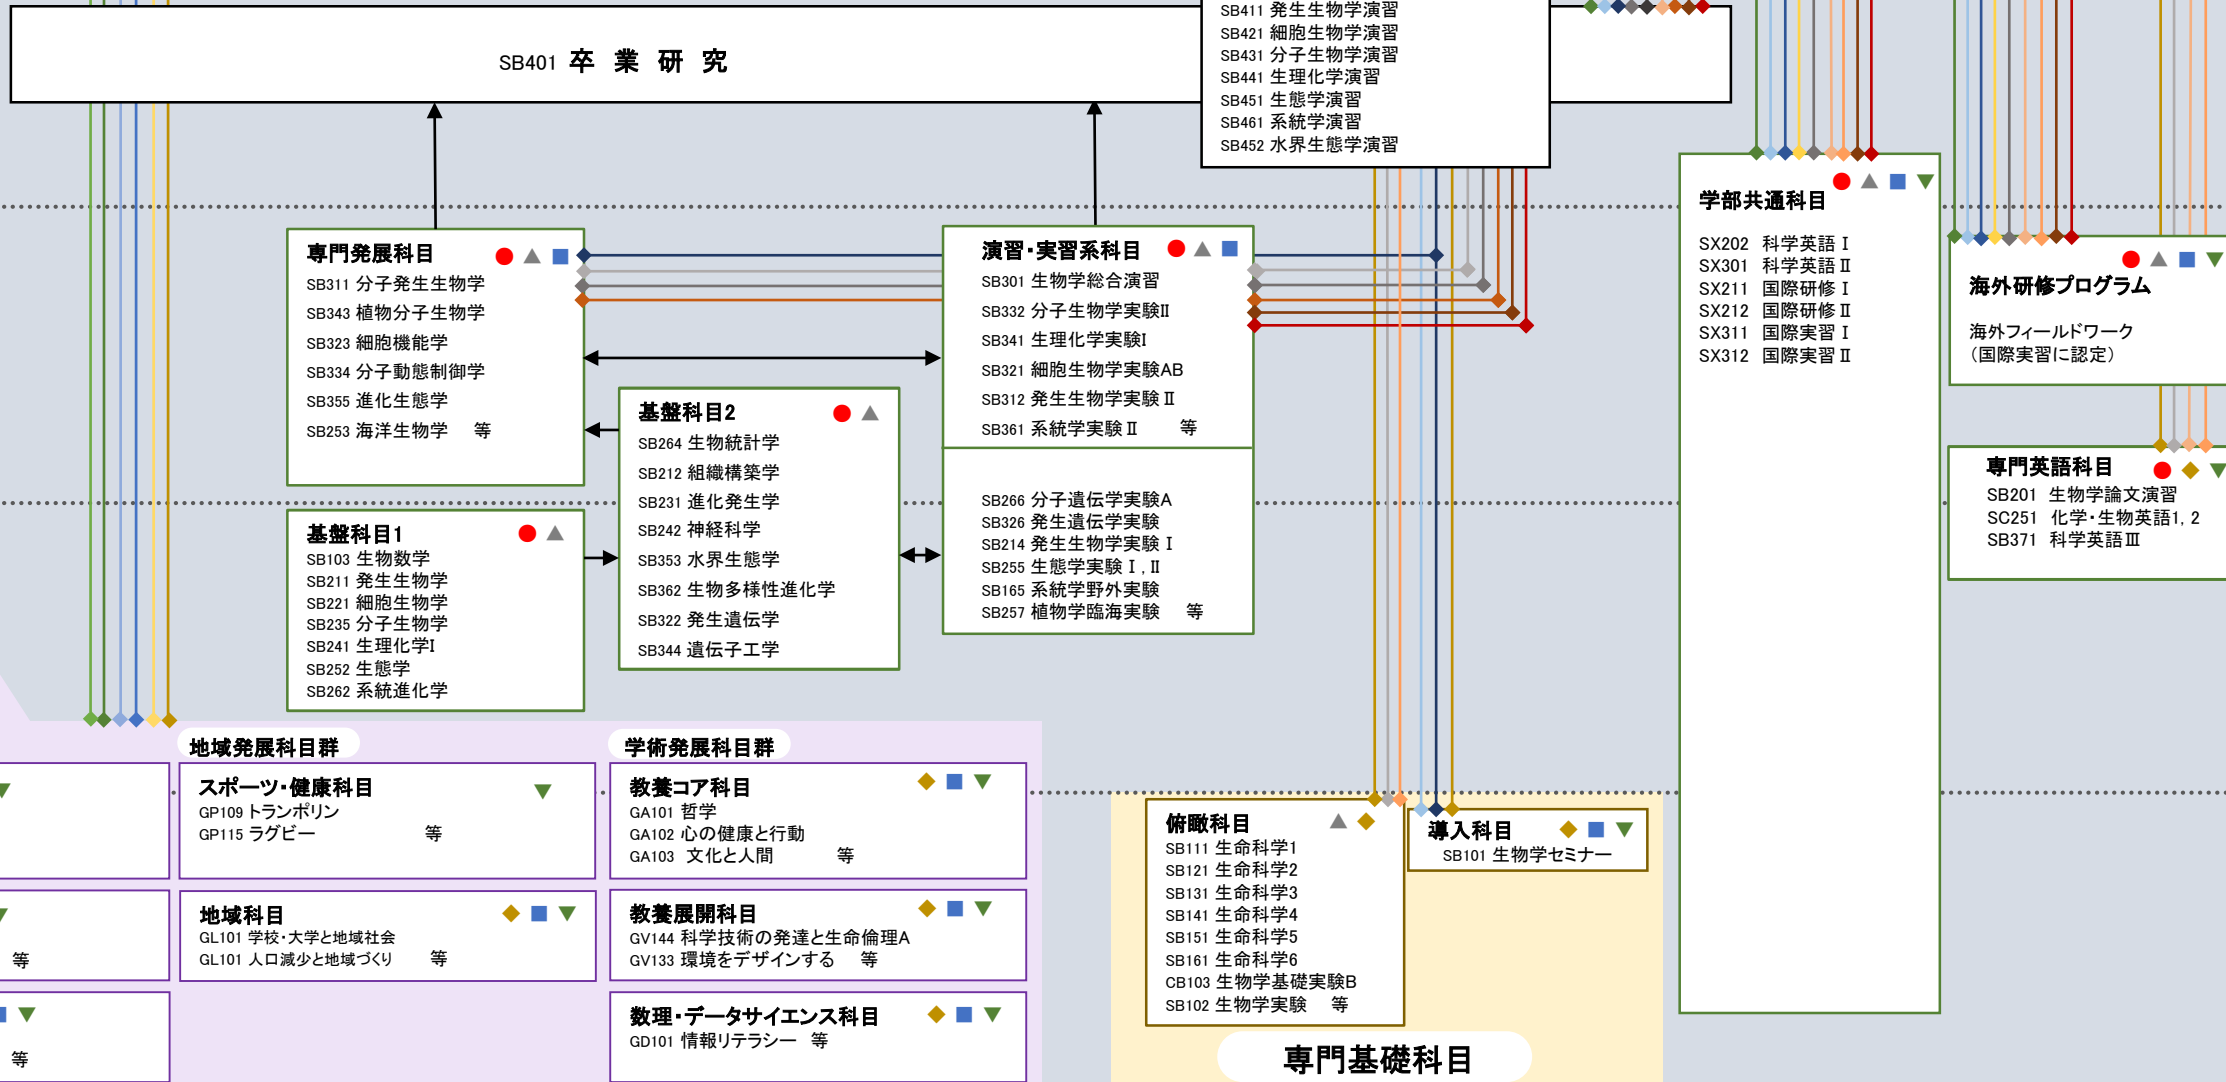 SB401 卒 業 研 究
SB411 発生生物学演習
SB421 細胞生物学演習
SB431 分子生物学演習
SB441 生理化学演習
SB451 生態学演習
SB461 系統学演習
SB452 水界生態学演習
専門発展科目
SB311 分子発生生物学
SB343 植物分子生物学
SB323 細胞機能学
SB334 分子動態制御学
SB355 進化生態学
SB253 海洋生物学 等
演習・実習系科目
SB301 生物学総合演習
SB332 分子生物学実験II
SB341 生理化学実験I
SB321 細胞生物学実験AB
SB312 発生生物学実験Ⅱ
SB361 系統学実験Ⅱ 等
SB266 分子遺伝学実験A
SB326 発生遺伝学実験
SB214 発生生物学実験Ⅰ
SB255 生態学実験Ⅰ,Ⅱ
SB165 系統学野外実験
SB257 植物学臨海実験 等
基盤科目2
SB264 生物統計学
SB212 組織構築学
SB231 進化発生学
SB242 神経科学
SB353 水界生態学
SB362 生物多様性進化学
SB322 発生遺伝学
SB344 遺伝子工学
基盤科目1
SB103 生物数学
SB211 発生生物学
SB221 細胞生物学
SB235 分子生物学
SB241 生理化学I
SB252 生態学
SB262 系統進化学
学部共通科目
SX202 科学英語Ⅰ
SX301 科学英語Ⅱ
SX211 国際研修Ⅰ
SX212 国際研修Ⅱ
SX311 国際実習Ⅰ
SX312 国際実習Ⅱ
海外研修プログラム
海外フィールドワーク
（国際実習に認定）
専門英語科目
SB201 生物学論文演習
SC251 化学・生物英語1, 2
SB371 科学英語Ⅲ
地域発展科目群
スポーツ・健康科目
GP109 トランポリン
GP115 ラグビー 等
地域科目
GL101 学校・大学と地域社会
GL101 人口減少と地域づくり 等
等
等
学術発展科目群
教養コア科目
GA101 哲学
GA102 心の健康と行動
GA103 文化と人間 等
教養展開科目
GV144 科学技術の発達と生命倫理A
GV133 環境をデザインする 等
数理・データサイエンス科目
GD101 情報リテラシー 等
俯瞰科目
SB111 生命科学1
SB121 生命科学2
SB131 生命科学3
SB141 生命科学4
SB151 生命科学5
SB161 生命科学6
CB103 生物学基礎実験B
SB102 生物学実験 等
導入科目
SB101 生物学セミナー
専門基礎科目